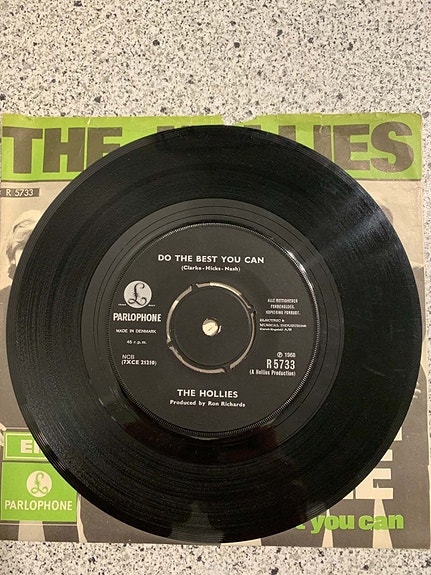 THE HOLLIES
R 5733
DO THE BEST YOU CAN
(Clarke - Hicks - Nash)
PARLOPHONE
MADE IN DENMARK
45 r.p.m.
NCB
(7XCE 21210)
ALLE RETTIGHEDER
FORBEHOLDES.
KOPIERING FORBUDT.
ELECTRIC &
MUSICAL INDUSTRIES
Ⓟ 1968
R 5733
(A Hollies Production)
THE HOLLIES
Produced by Ron Richards
PARLOPHONE
you can